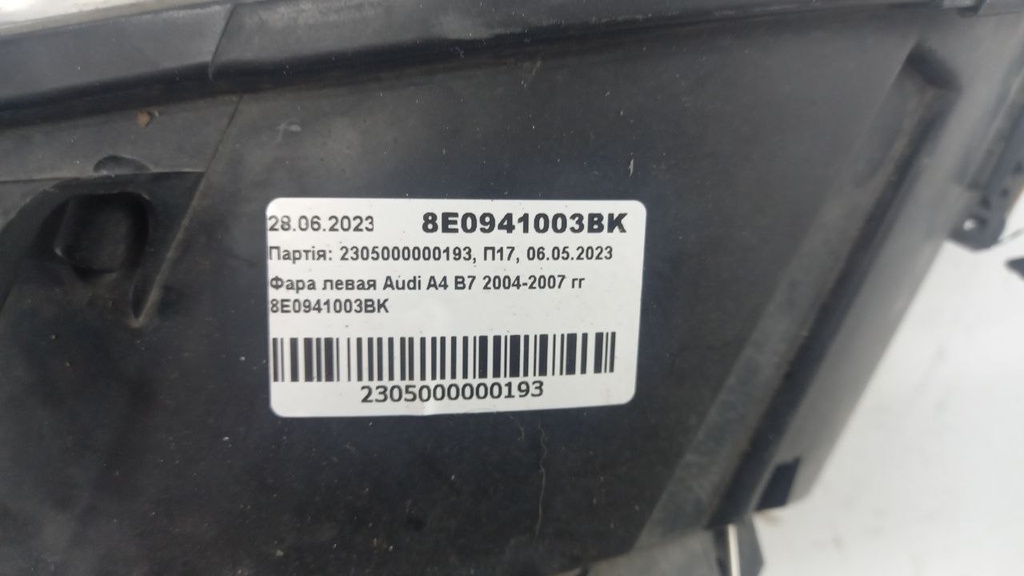 28.06.2023 8E0941003BK
Партія: 2305000000193, П17, 06.05.2023
Фара левая Audi A4 B7 2004-2007 гг
8E0941003BK
2305000000193